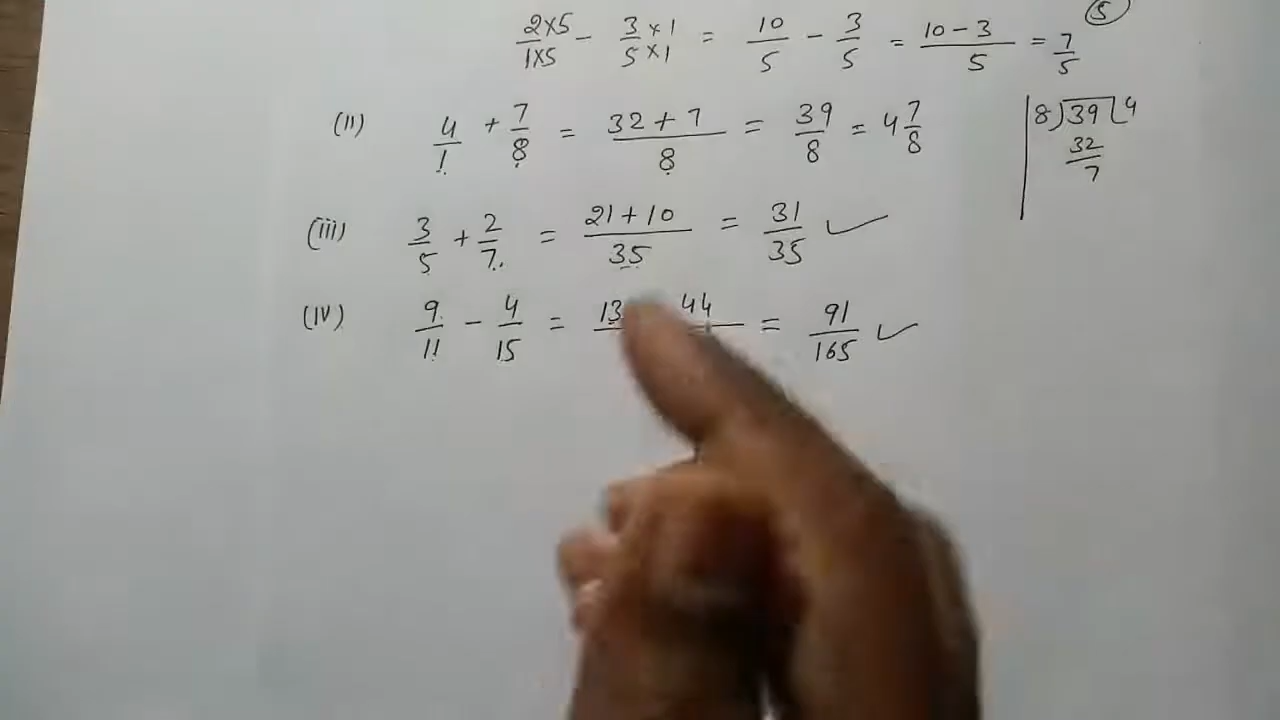 (5)
2×5/1×5 - 3×1/5×1 = 10/5 - 3/5 = 10-3/5 = 7/5
(ii) 4/1 + 7/8 = 32+7/8 = 39/8 = 4 7/8
8)39(4
32
7
(iii) 3/5 + 2/7 = 21+10/35 = 31/35 ✓
(iv) 9/11 - 4/15 = 13 44 = 91/165 ✓